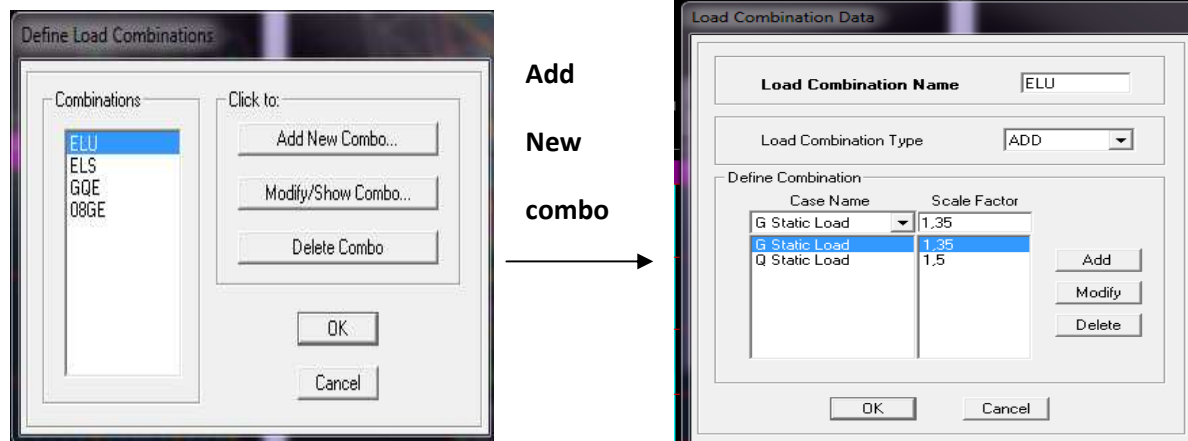 Define Load Combinations
Combinations
ELU
ELS
GQE
08GE
Click to:
Add New Combo...
Modify/Show Combo...
Delete Combo
OK
Cancel
Add
New
combo
Load Combination Data
Load Combination Name ELU
Load Combination Type ADD
Define Combination
Case Name Scale Factor
G Static Load 1,35
G Static Load 1,35
Q Static Load 1,5
Add
Modify
Delete
OK Cancel